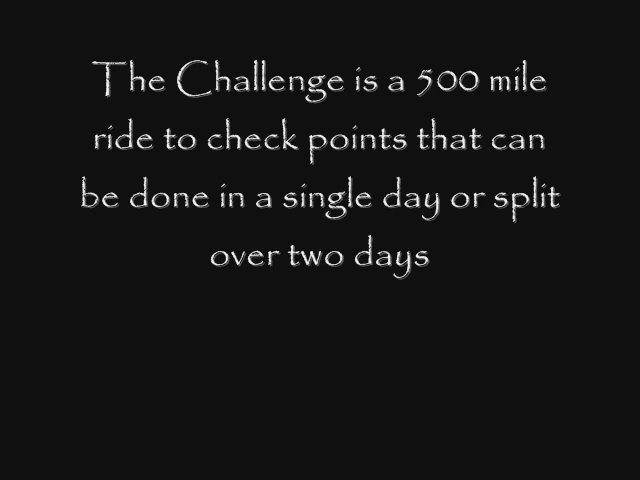 The Challenge is a 500 mile
ride to check points that can
be done in a single day or split
over two days